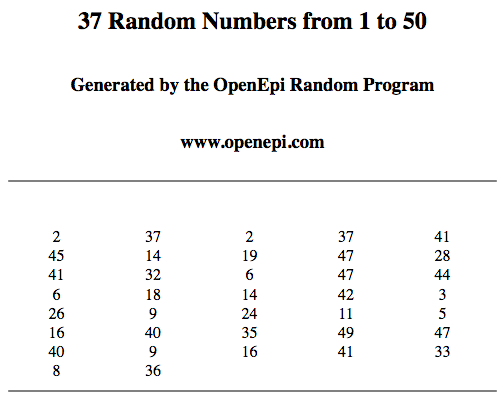 37 Random Numbers from 1 to 50
Generated by the OpenEpi Random Program
www.openepi.com
2 37 2 37 41
45 14 19 47 28
41 32 6 47 44
6 18 14 42 3
26 9 24 11 5
16 40 35 49 47
40 9 16 41 33
8 36